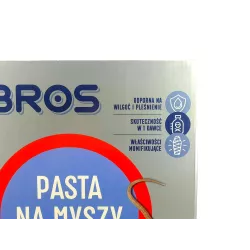 BROS
ODPORNA NA
WILGOĆ I PLEŚNIENIE
SKUTECZNOŚĆ
W 1 DAWCE
WŁAŚCIWOŚCI
MUMIFIKUJĄCE
PASTA
NA MYSZY